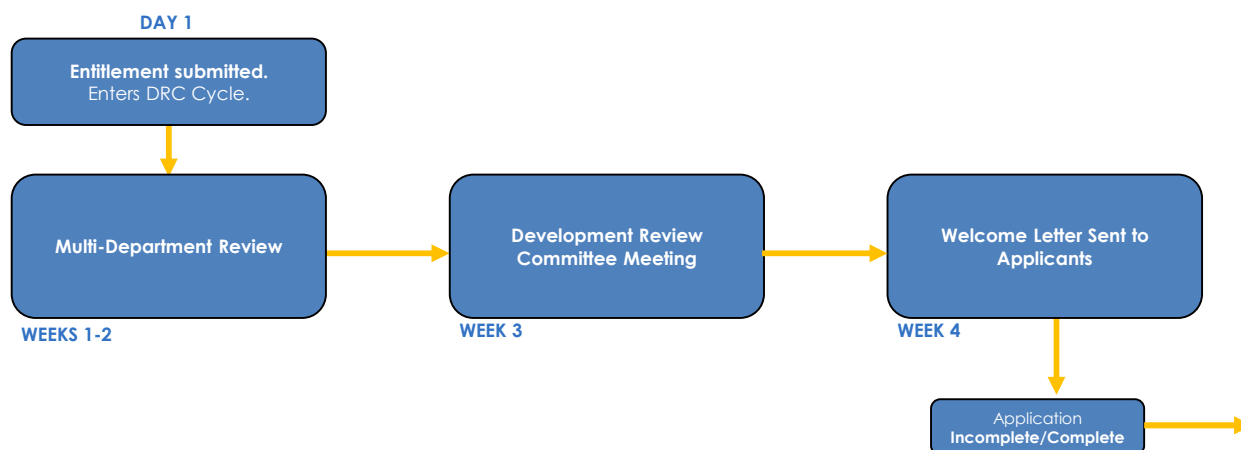 DAY 1
Entitlement submitted.
Enters DRC Cycle.
Multi-Department Review
WEEKS 1-2
Development Review
Committee Meeting
WEEK 3
Welcome Letter Sent to
Applicants
WEEK 4
Application
Incomplete/Complete